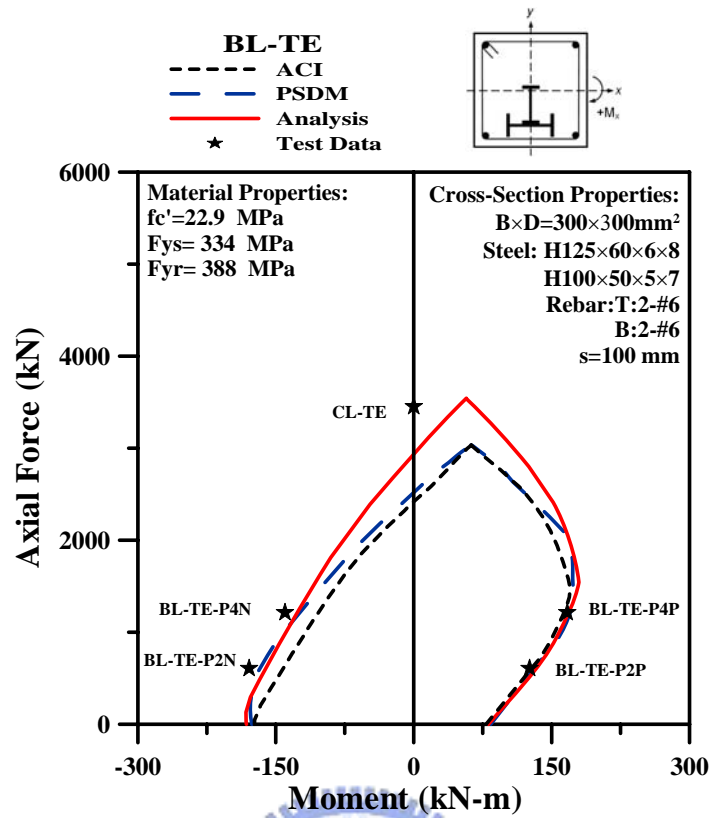 BL-TE
ACI
PSDM
Analysis
Test Data
y
x
+Mₓ
6000
4000
2000
0
Axial Force (kN)
Material Properties:
fc'=22.9 MPa
Fys= 334 MPa
Fyr= 388 MPa
Cross-Section Properties:
B×D=300×300mm²
Steel: H125×60×6×8
H100×50×5×7
Rebar:T:2-#6
B:2-#6
s=100 mm
CL-TE
BL-TE-P4N
BL-TE-P4P
BL-TE-P2N
BL-TE-P2P
-300 -150 0 150 300
Moment (kN-m)